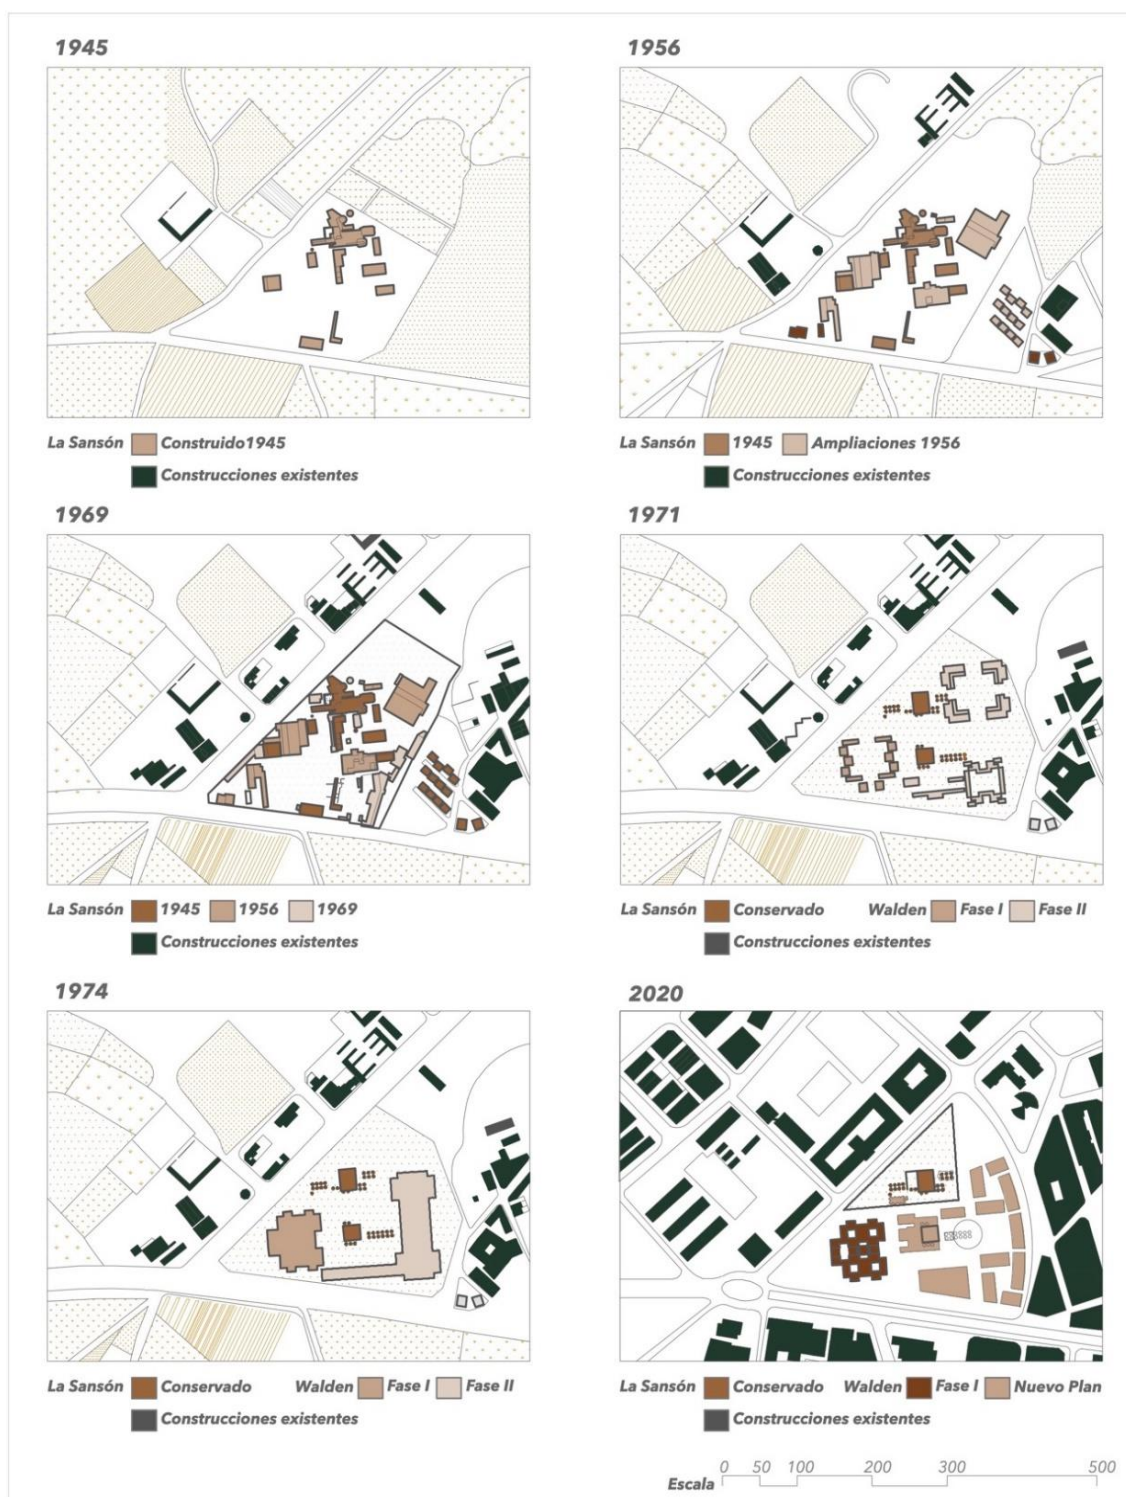 1945
1956
La Sansón Construido1945
Construcciones existentes
La Sansón 1945 Ampliaciones 1956
Construcciones existentes
1969
1971
La Sansón 1945 1956 1969
Construcciones existentes
La Sansón Conservado Walden Fase I Fase II
Construcciones existentes
1974
2020
La Sansón Conservado Walden Fase I Fase II
Construcciones existentes
La Sansón Conservado Walden Fase I Nuevo Plan
Construcciones existentes
Escala 0 50 100 200 300 500